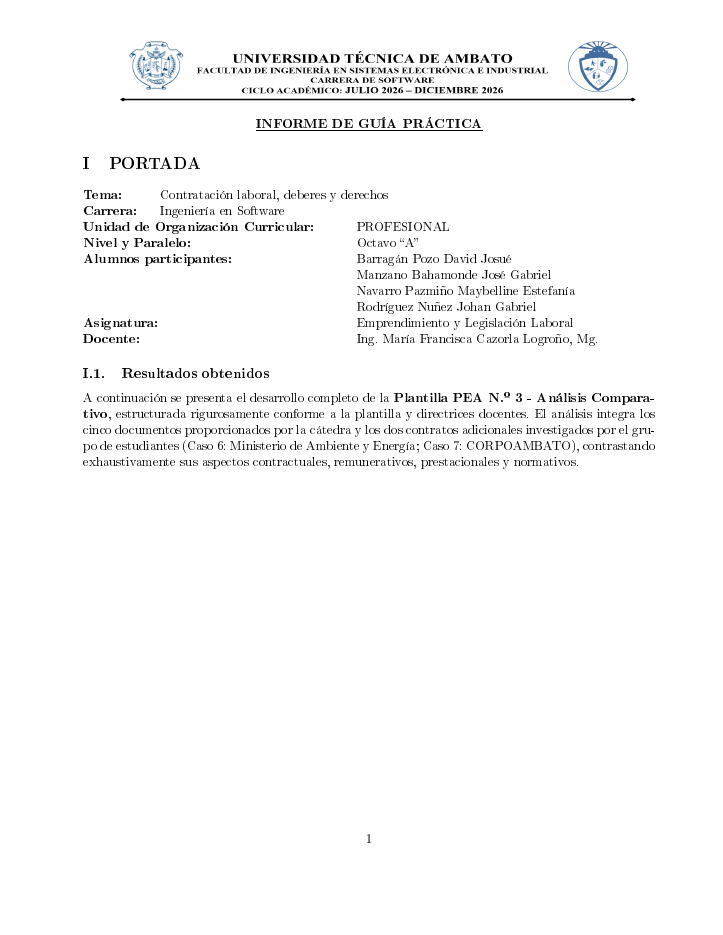 UNIVERSIDAD TÉCNICA DE AMBATO
FACULTAD DE INGENIERÍA EN SISTEMAS ELECTRÓNICA E INDUSTRIAL
CARRERA DE SOFTWARE
CICLO ACADÉMICO: JULIO 2026 – DICIEMBRE 2026
INFORME DE GUÍA PRÁCTICA
I PORTADA
Tema: Contratación laboral, deberes y derechos
Carrera: Ingeniería en Software
Unidad de Organización Curricular: PROFESIONAL
Nivel y Paralelo: Octavo “A”
Alumnos participantes: Barragán Pozo David Josué
Manzano Bahamonde José Gabriel
Navarro Pazmiño Maybelline Estefanía
Rodríguez Nuñez Johan Gabriel
Asignatura: Emprendimiento y Legislación Laboral
Docente: Ing. María Francisca Cazorla Logroño, Mg.
I.1. Resultados obtenidos
A continuación se presenta el desarrollo completo de la Plantilla PEA N.º 3 - Análisis Compara-
tivo, estructurada rigurosamente conforme a la plantilla y directrices docentes. El análisis integra los
cinco documentos proporcionados por la cátedra y los dos contratos adicionales investigados por el gru-
po de estudiantes (Caso 6: Ministerio de Ambiente y Energía; Caso 7: CORPOAMBATO), contrastando
exhaustivamente sus aspectos contractuales, remunerativos, prestacionales y normativos.
1